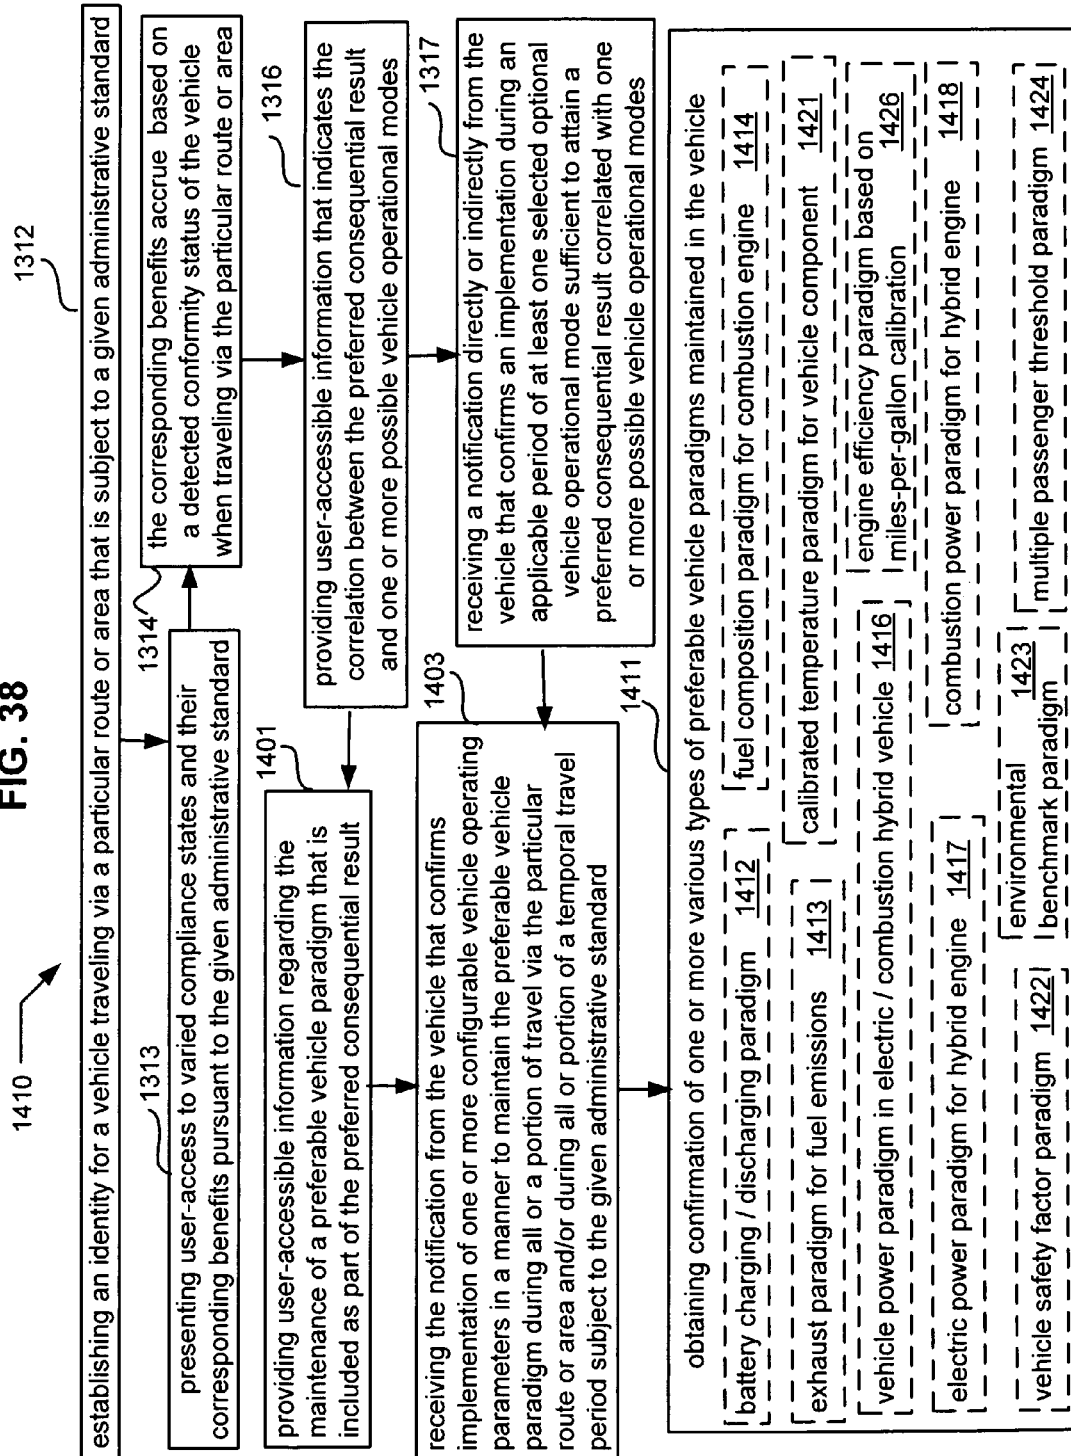 FIG. 38
1410
1312
establishing an identity for a vehicle traveling via a particular route or area that is subject to a given administrative standard
1313
presenting user-access to varied compliance states and their
corresponding benefits pursuant to the given administrative standard
1314
the corresponding benefits accrue based on
a detected conformity status of the vehicle
when traveling via the particular route or area
1316
providing user-accessible information that indicates the
correlation between the preferred consequential result
and one or more possible vehicle operational modes
1401
providing user-accessible information regarding the
maintenance of a preferable vehicle paradigm that is
included as part of the preferred consequential result
1317
receiving a notification directly or indirectly from the
vehicle that confirms an implementation during an
applicable period of at least one selected optional
vehicle operational mode sufficient to attain a
preferred consequential result correlated with one
or more possible vehicle operational modes
1403
receiving the notification from the vehicle that confirms
implementation of one or more configurable vehicle operating
parameters in a manner to maintain the preferable vehicle
paradigm during all or a portion of travel via the particular
route or area and/or during all or portion of a temporal travel
period subject to the given administrative standard
1411
obtaining confirmation of one or more various types of preferable vehicle paradigms maintained in the vehicle
battery charging / discharging paradigm 1412
fuel composition paradigm for combustion engine 1414
exhaust paradigm for fuel emissions 1413
calibrated temperature paradigm for vehicle component 1421
vehicle power paradigm in electric / combustion hybrid vehicle 1416
engine efficiency paradigm based on
miles-per-gallon calibration 1426
electric power paradigm for hybrid engine 1417
combustion power paradigm for hybrid engine 1418
vehicle safety factor paradigm 1422
environmental 1423
benchmark paradigm
multiple passenger threshold paradigm 1424